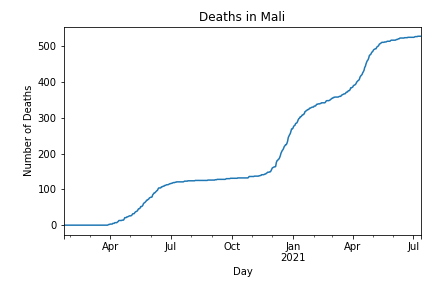 Deaths in Mali
Number of Deaths
500
400
300
200
100
0
Apr
Jul
Oct
Jan
2021
Apr
Jul
Day